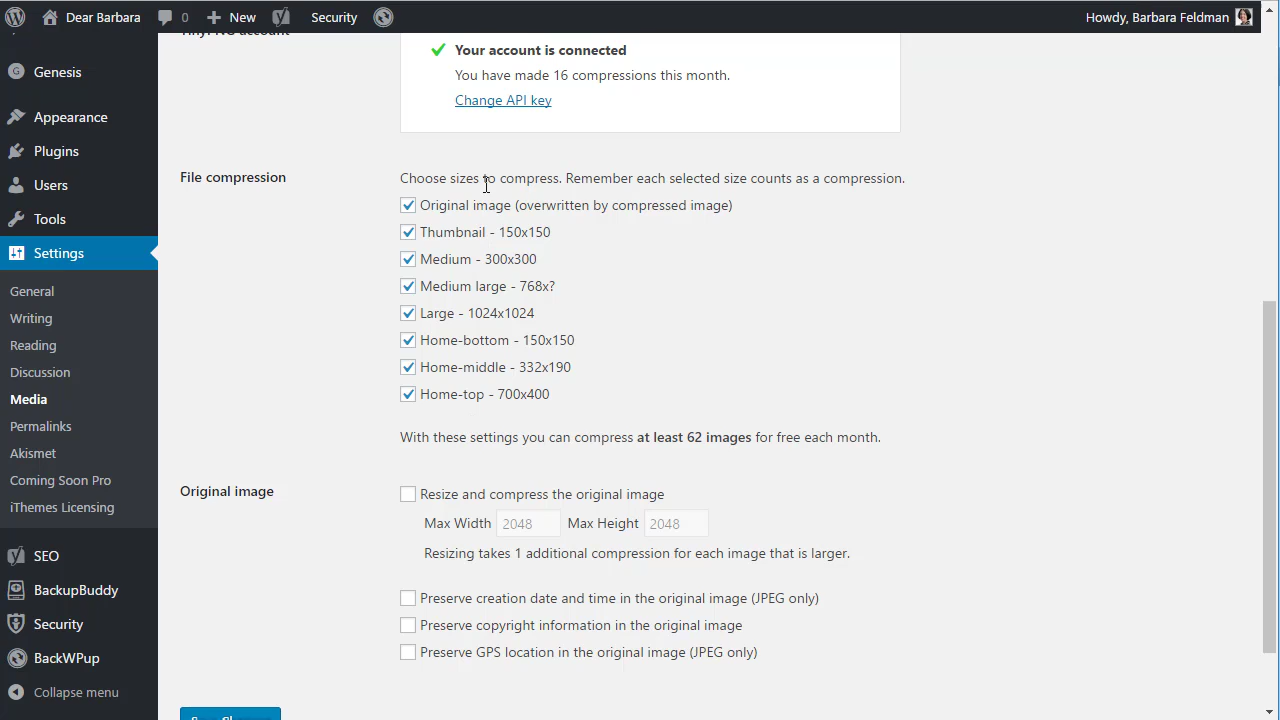 Dear Barbara
0
New
Security
Howdy, Barbara Feldman
Genesis
Appearance
Plugins
Users
Tools
Settings
General
Writing
Reading
Discussion
Media
Permalinks
Akismet
Coming Soon Pro
iThemes Licensing
SEO
BackupBuddy
Security
BackWPup
Collapse menu
Your account is connected
You have made 16 compressions this month.
Change API key
File compression
Choose sizes to compress. Remember each selected size counts as a compression.
Original image (overwritten by compressed image)
Thumbnail - 150x150
Medium - 300x300
Medium large - 768x?
Large - 1024x1024
Home-bottom - 150x150
Home-middle - 332x190
Home-top - 700x400
With these settings you can compress at least 62 images for free each month.
Original image
Resize and compress the original image
Max Width 2048 Max Height 2048
Resizing takes 1 additional compression for each image that is larger.
Preserve creation date and time in the original image (JPEG only)
Preserve copyright information in the original image
Preserve GPS location in the original image (JPEG only)